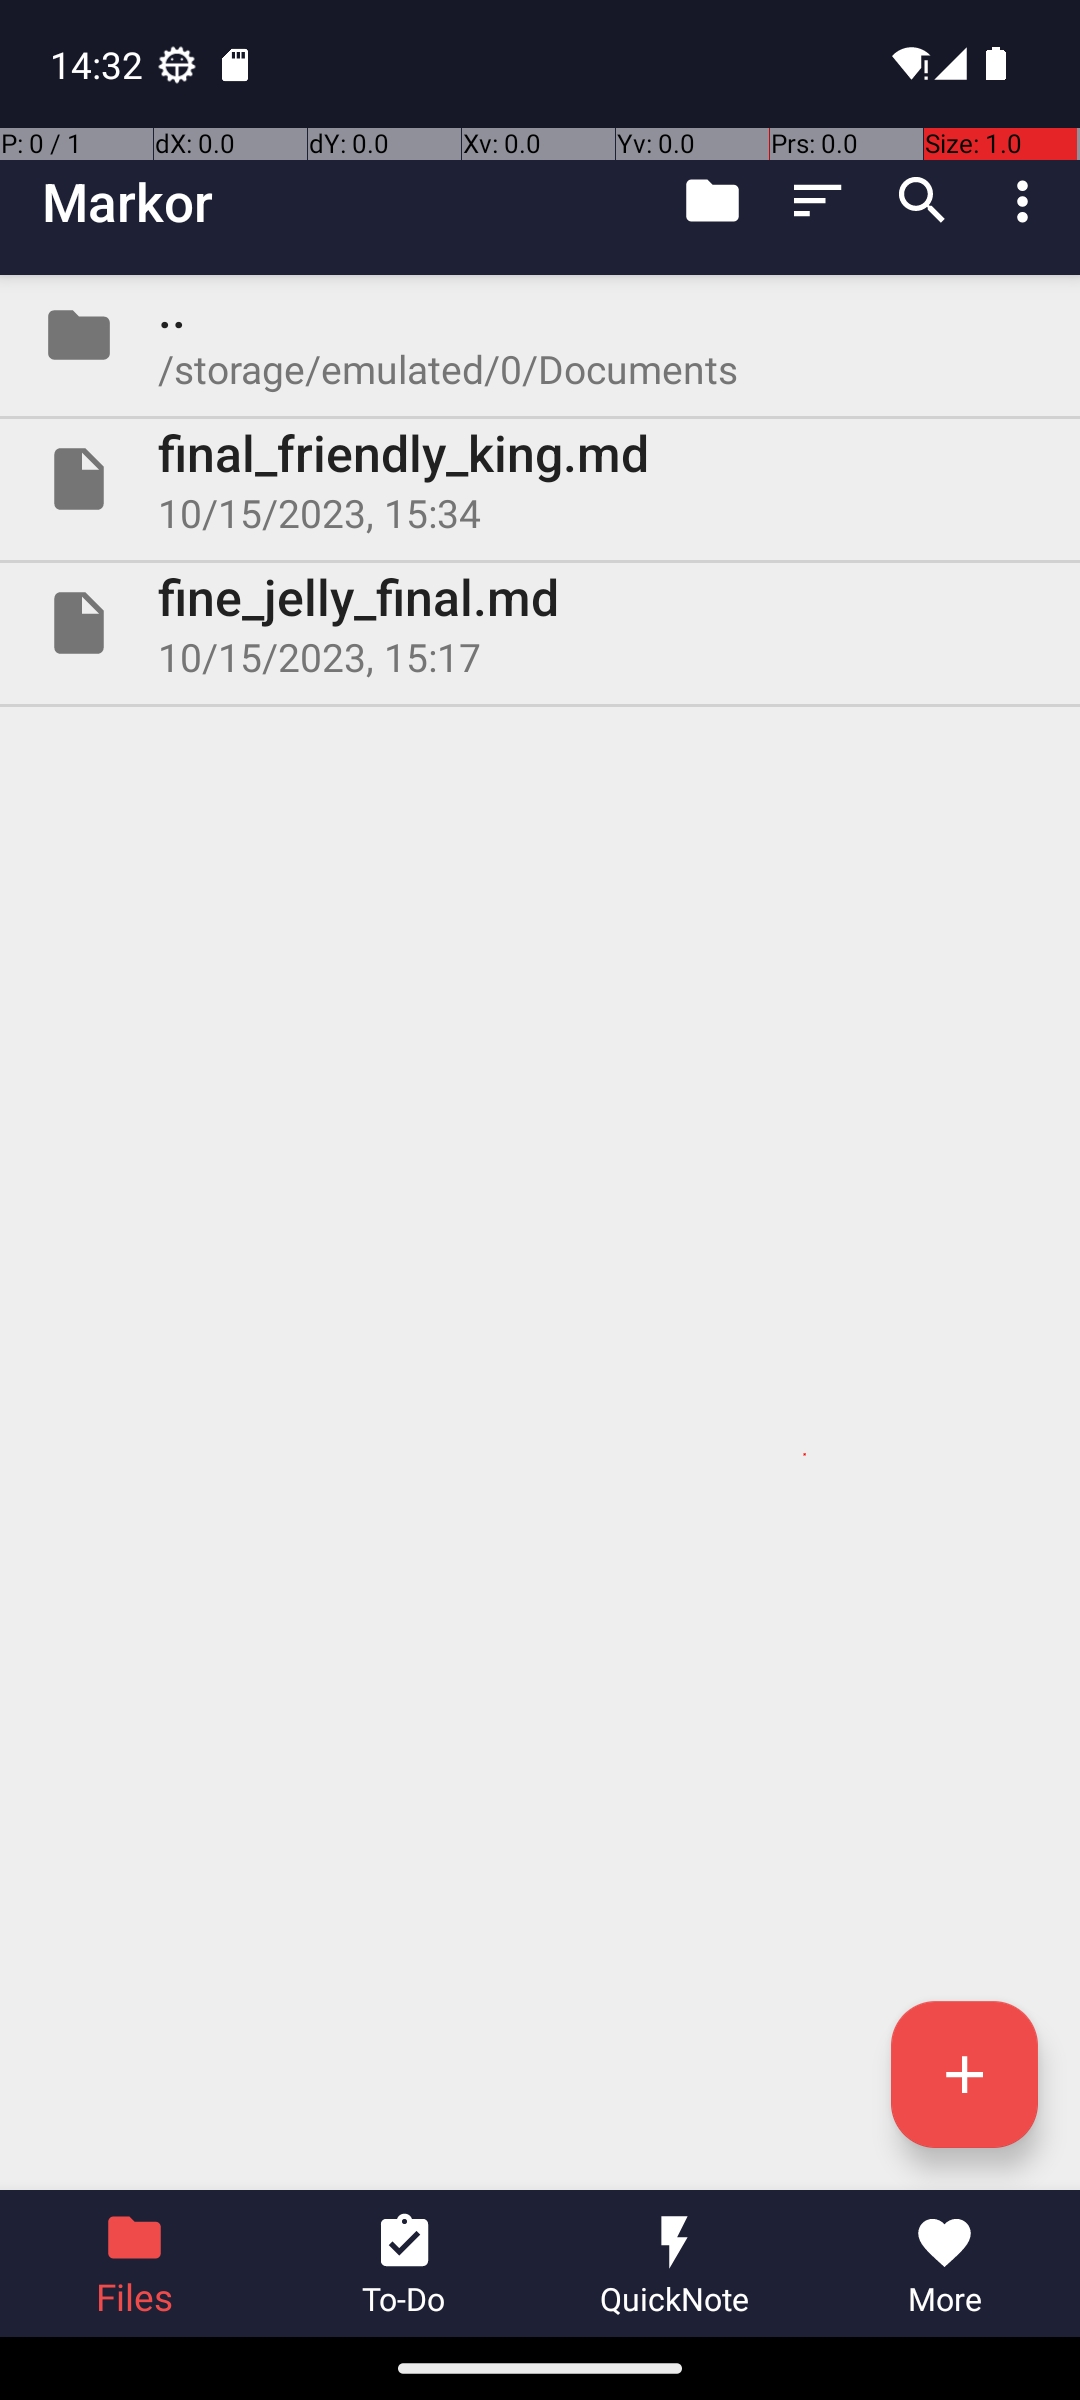 14:32
P: 0 / 1 dX: 0.0 dY: 0.0 Xv: 0.0 Yv: 0.0 Prs: 0.0 Size: 1.0
Markor
..
/storage/emulated/0/Documents
final_friendly_king.md
10/15/2023, 15:34
fine_jelly_final.md
10/15/2023, 15:17
Files To-Do QuickNote More